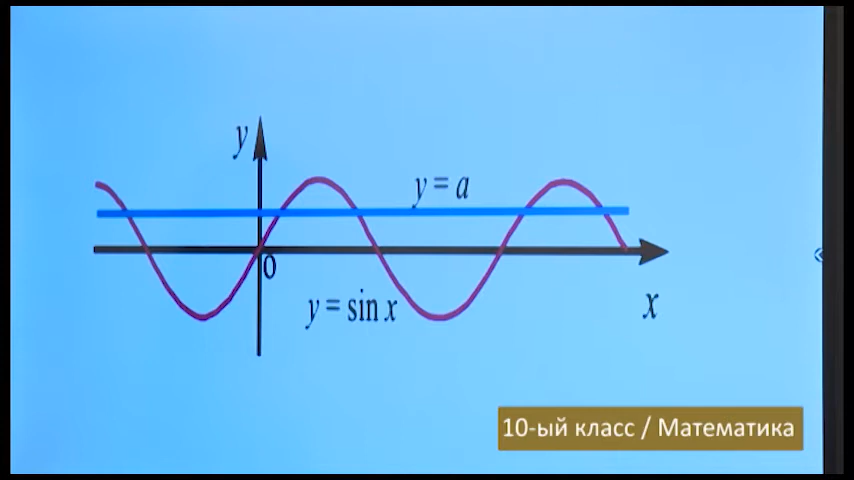 y
y = a
0
y = sin x
x
10-ый класс / Математика